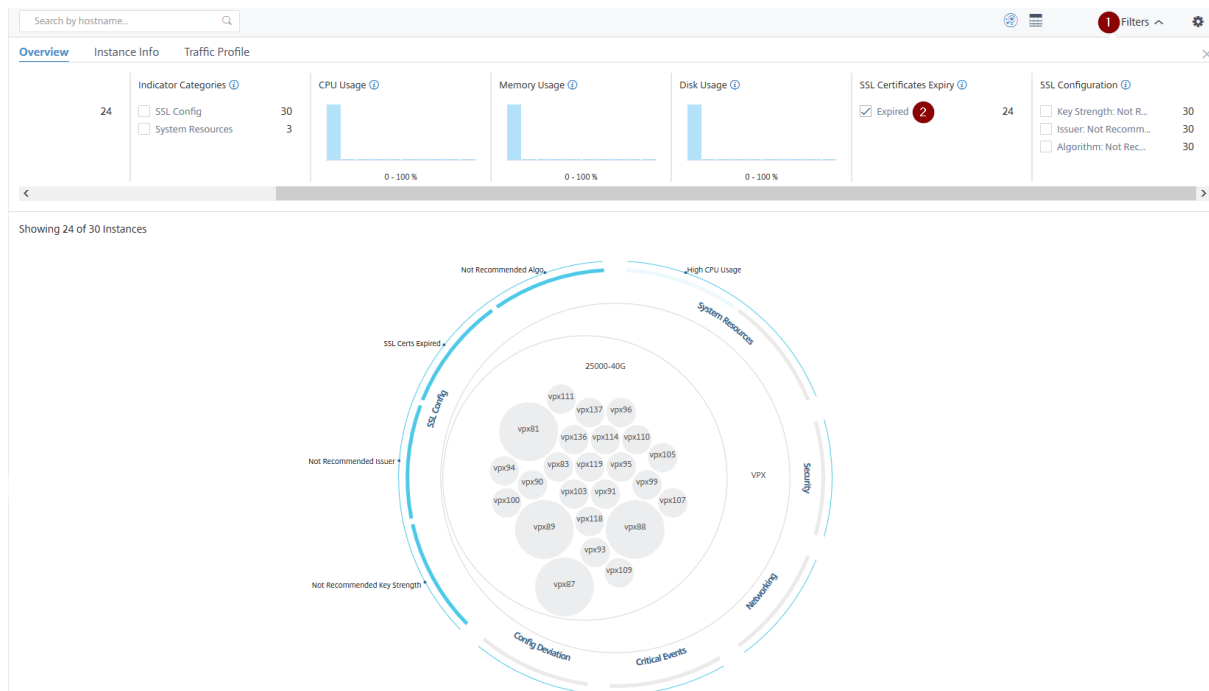 Search by hostname...
1 Filters
Overview Instance Info Traffic Profile
24
Indicator Categories
SSL Config 30
System Resources 3
CPU Usage
0 - 100 %
Memory Usage
0 - 100 %
Disk Usage
0 - 100 %
SSL Certificates Expiry
Expired 2 24
SSL Configuration
Key Strength: Not R... 30
Issuer: Not Recomm... 30
Algorithm: Not Rec... 30
Showing 24 of 30 Instances
Not Recommended Algo
High CPU Usage
System Resources
SSL Certs Expired
25000-40G
SSL Config
vpx111
vpx137 vpx96
vpx81
vpx136 vpx114 vpx110
vpx105
vpx94 vpx83 vpx119 vpx95
Not Recommended Issuer
vpx90 vpx99
VPX
Security
vpx100 vpx103 vpx91 vpx107
vpx89 vpx118 vpx88
vpx93
vpx109
vpx87
Not Recommended Key Strength
Networking
Config Deviation
Critical Events